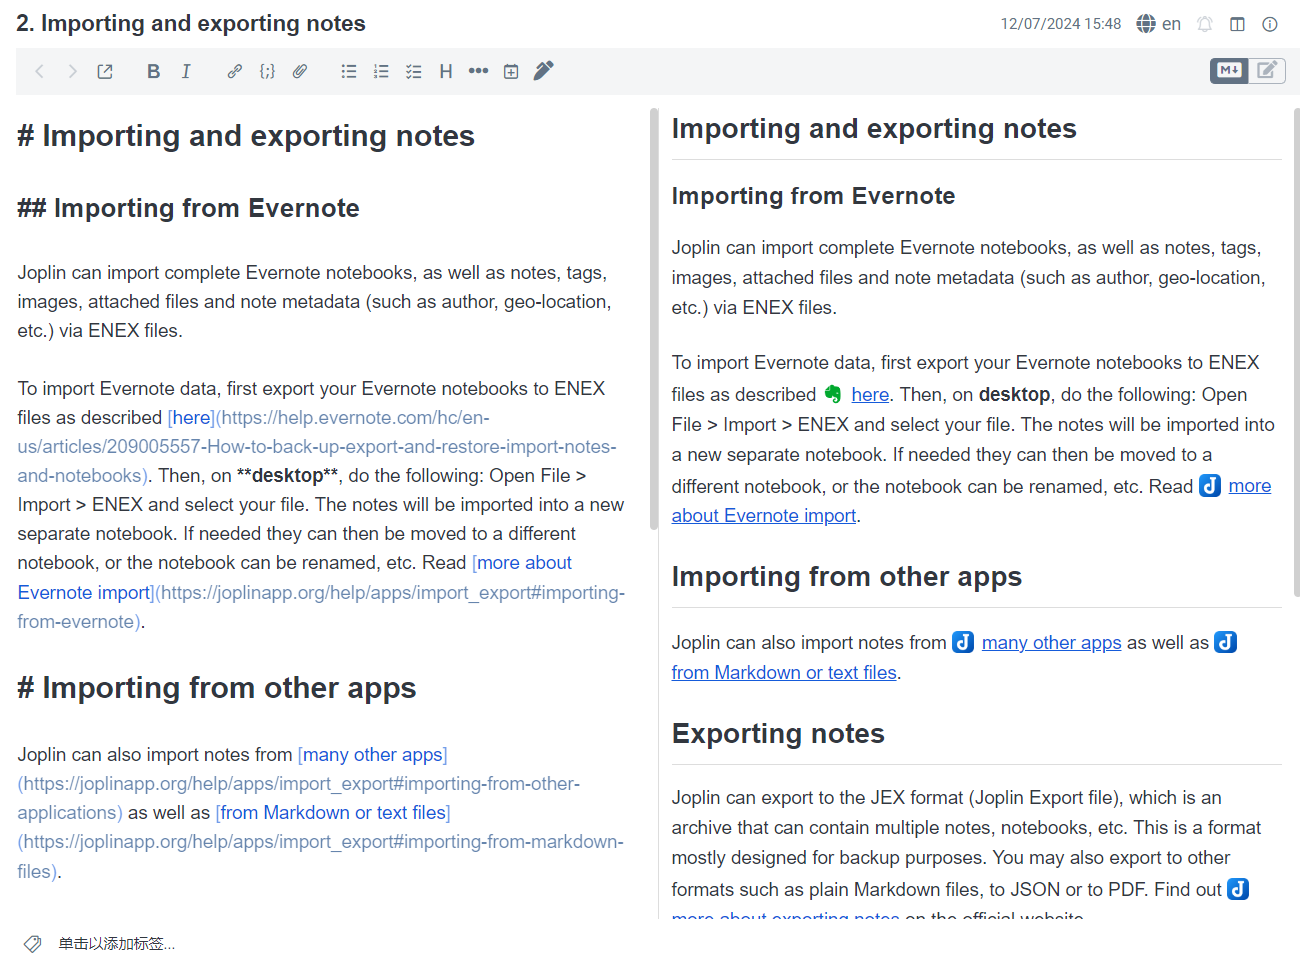 2. Importing and exporting notes
12/07/2024 15:48 en
B I {;} H M↓
# Importing and exporting notes
## Importing from Evernote
Joplin can import complete Evernote notebooks, as well as notes, tags,
images, attached files and note metadata (such as author, geo-location,
etc.) via ENEX files.
To import Evernote data, first export your Evernote notebooks to ENEX
files as described [here](https://help.evernote.com/hc/en-
us/articles/209005557-How-to-back-up-export-and-restore-import-notes-
and-notebooks). Then, on **desktop**, do the following: Open File >
Import > ENEX and select your file. The notes will be imported into a new
separate notebook. If needed they can then be moved to a different
notebook, or the notebook can be renamed, etc. Read [more about
Evernote import](https://joplinapp.org/help/apps/import_export#importing-
from-evernote).
# Importing from other apps
Joplin can also import notes from [many other apps]
(https://joplinapp.org/help/apps/import_export#importing-from-other-
applications) as well as [from Markdown or text files]
(https://joplinapp.org/help/apps/import_export#importing-from-markdown-
files).
Importing and exporting notes
Importing from Evernote
Joplin can import complete Evernote notebooks, as well as notes, tags,
images, attached files and note metadata (such as author, geo-location,
etc.) via ENEX files.
To import Evernote data, first export your Evernote notebooks to ENEX
files as described here. Then, on desktop, do the following: Open
File > Import > ENEX and select your file. The notes will be imported into
a new separate notebook. If needed they can then be moved to a
different notebook, or the notebook can be renamed, etc. Read more
about Evernote import.
Importing from other apps
Joplin can also import notes from many other apps as well as
from Markdown or text files.
Exporting notes
Joplin can export to the JEX format (Joplin Export file), which is an
archive that can contain multiple notes, notebooks, etc. This is a format
mostly designed for backup purposes. You may also export to other
formats such as plain Markdown files, to JSON or to PDF. Find out
more about exporting notes on the official website.
单击以添加标签...